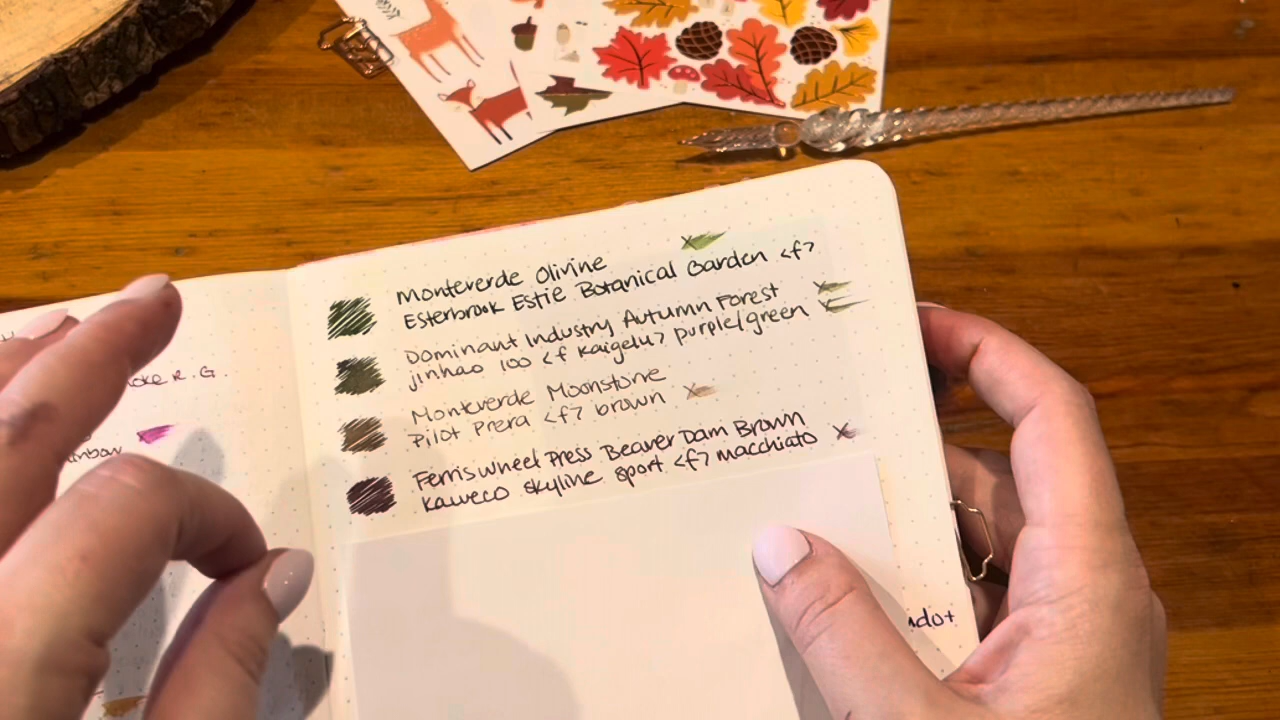 Monteverde Olivine
Esterbrook Estie Botanical Garden <f>
Dominant Industry Autumn Forest
jinhao 100 <f kaigelu> purple/green
Monteverde Moonstone
Pilot Prera <f> brown
Ferriswheel Press Beaver Dam Brown
kaweco skyline sport <f> macchiato
R.G.